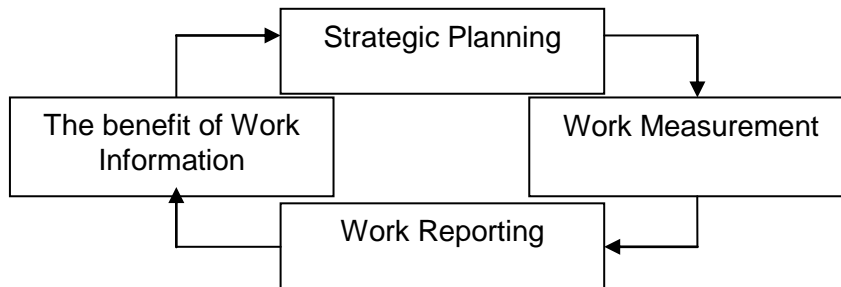 Strategic Planning
The benefit of Work
Information
Work Measurement
Work Reporting